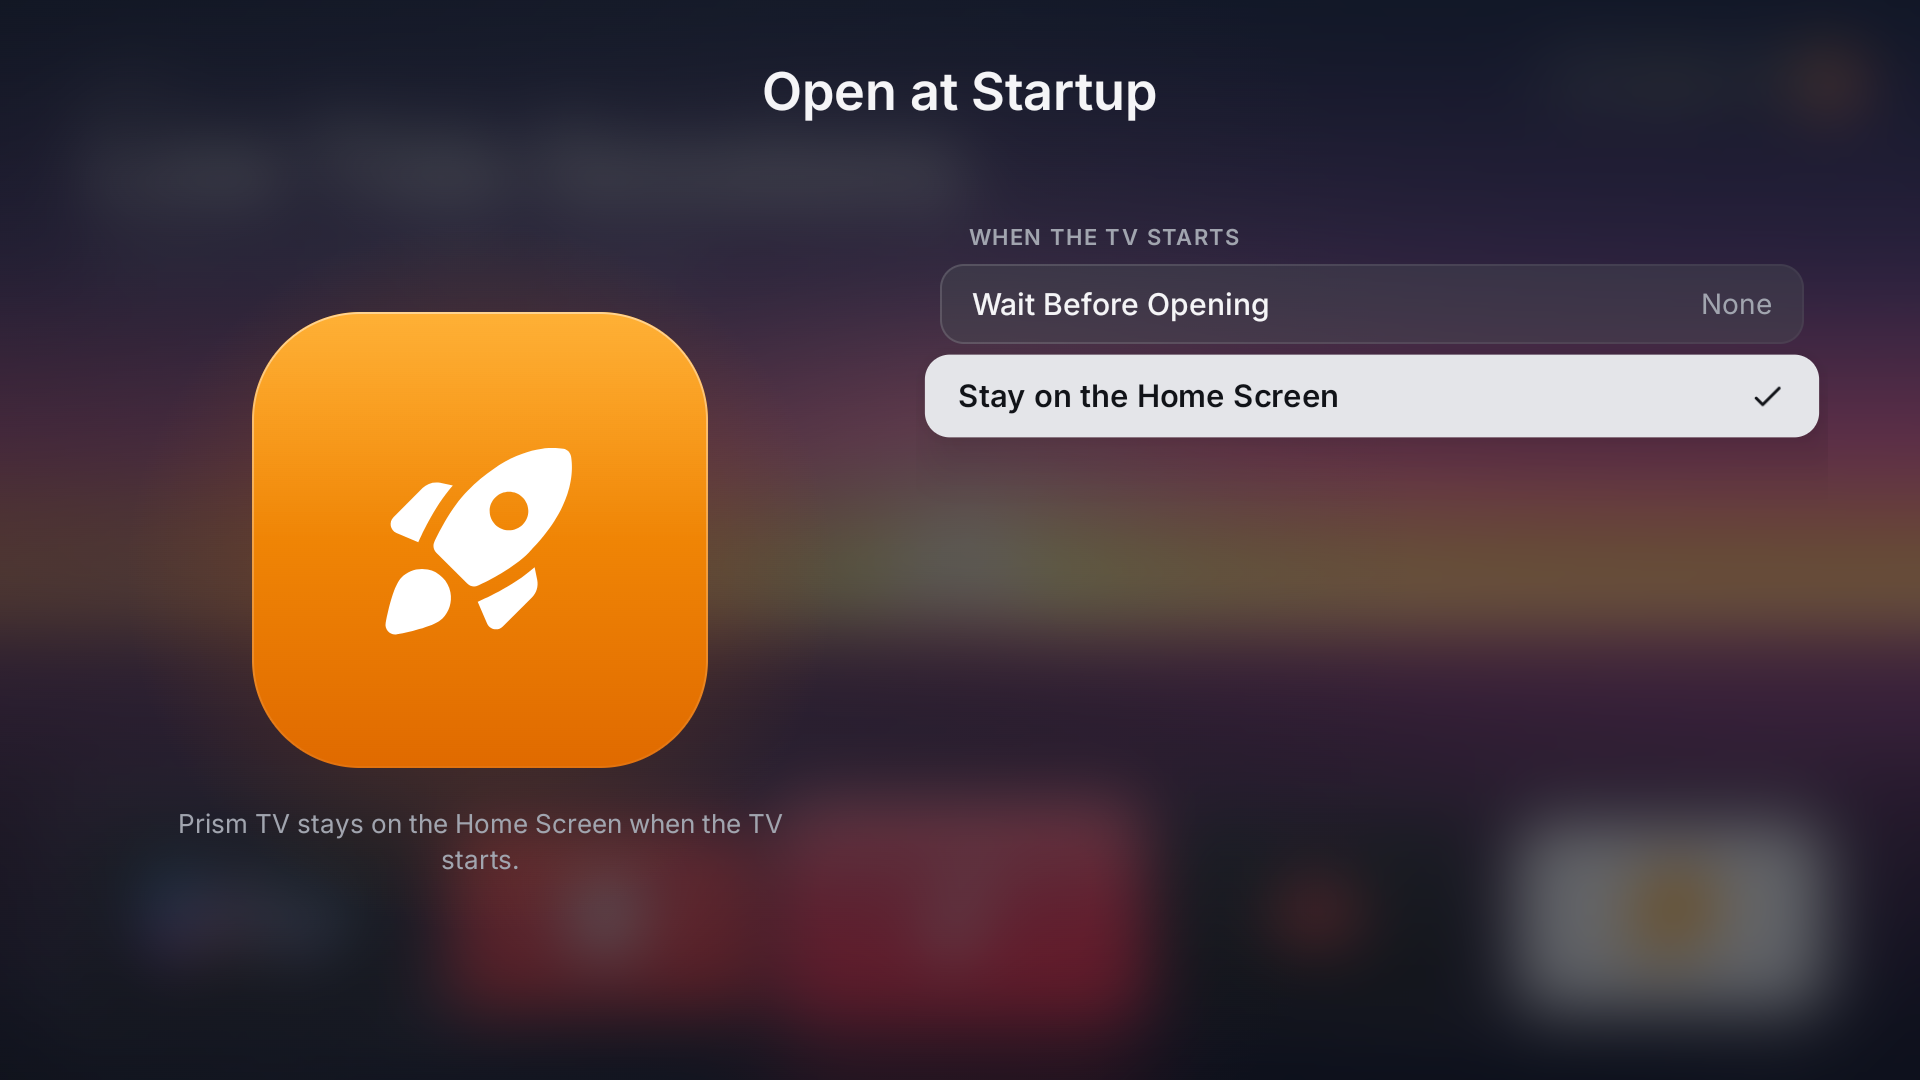 Open at Startup
WHEN THE TV STARTS
Wait Before Opening None
Stay on the Home Screen
Prism TV stays on the Home Screen when the TV
starts.